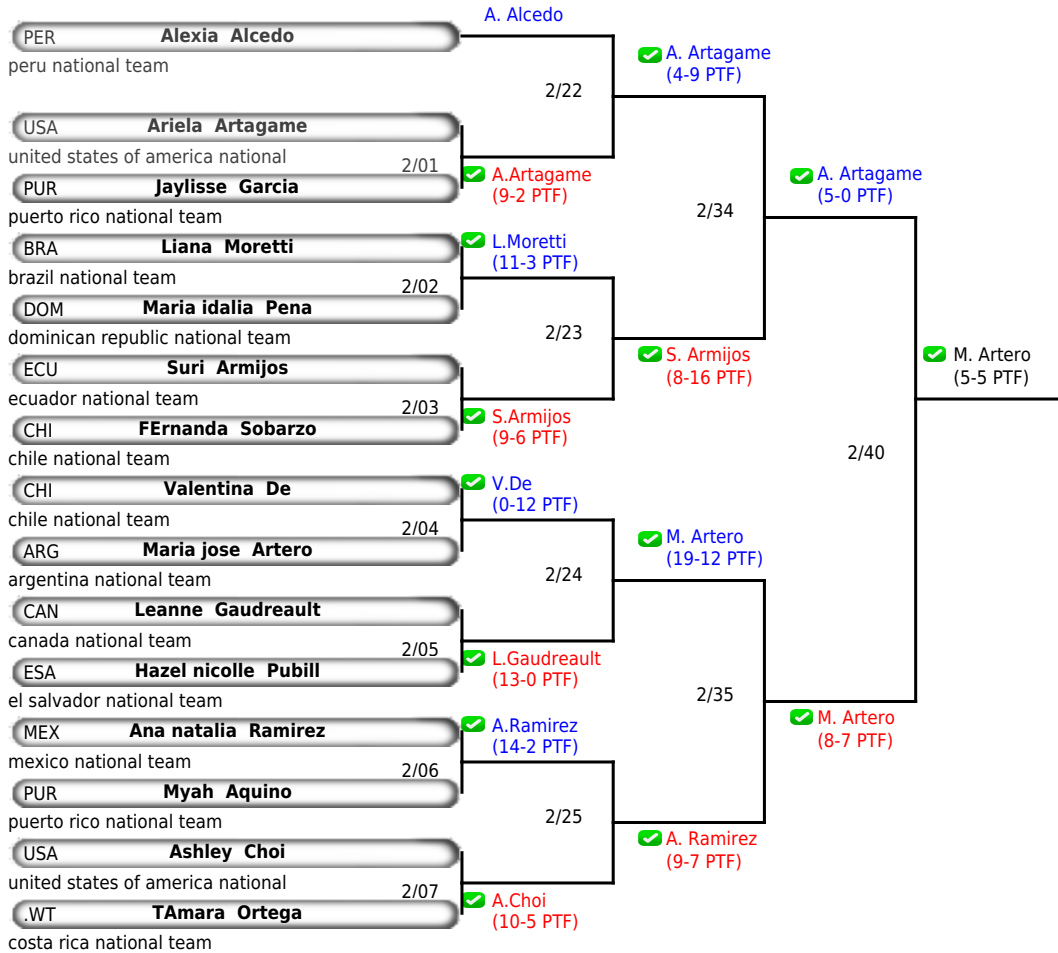 A. Alcedo
PER Alexia Alcedo
peru national team
A. Artagame
(4-9 PTF)
2/22
USA Ariela Artagame
united states of america national
2/01
A.Artagame
(9-2 PTF)
PUR Jaylisse Garcia
puerto rico national team
A. Artagame
(5-0 PTF)
2/34
BRA Liana Moretti
brazil national team
L.Moretti
(11-3 PTF)
2/02
DOM Maria idalia Pena
dominican republic national team
2/23
ECU Suri Armijos
ecuador national team
S. Armijos
(8-16 PTF)
M. Artero
(5-5 PTF)
2/03
S.Armijos
(9-6 PTF)
CHI FErnanda Sobarzo
chile national team
2/40
CHI Valentina De
chile national team
V.De
(0-12 PTF)
2/04
ARG Maria jose Artero
argentina national team
M. Artero
(19-12 PTF)
2/24
CAN Leanne Gaudreault
canada national team
2/05
L.Gaudreault
(13-0 PTF)
ESA Hazel nicolle Pubill
el salvador national team
2/35
M. Artero
(8-7 PTF)
MEX Ana natalia Ramirez
mexico national team
A.Ramirez
(14-2 PTF)
2/06
PUR Myah Aquino
puerto rico national team
2/25
A. Ramirez
(9-7 PTF)
USA Ashley Choi
united states of america national
2/07
A.Choi
(10-5 PTF)
.WT TAmara Ortega
costa rica national team